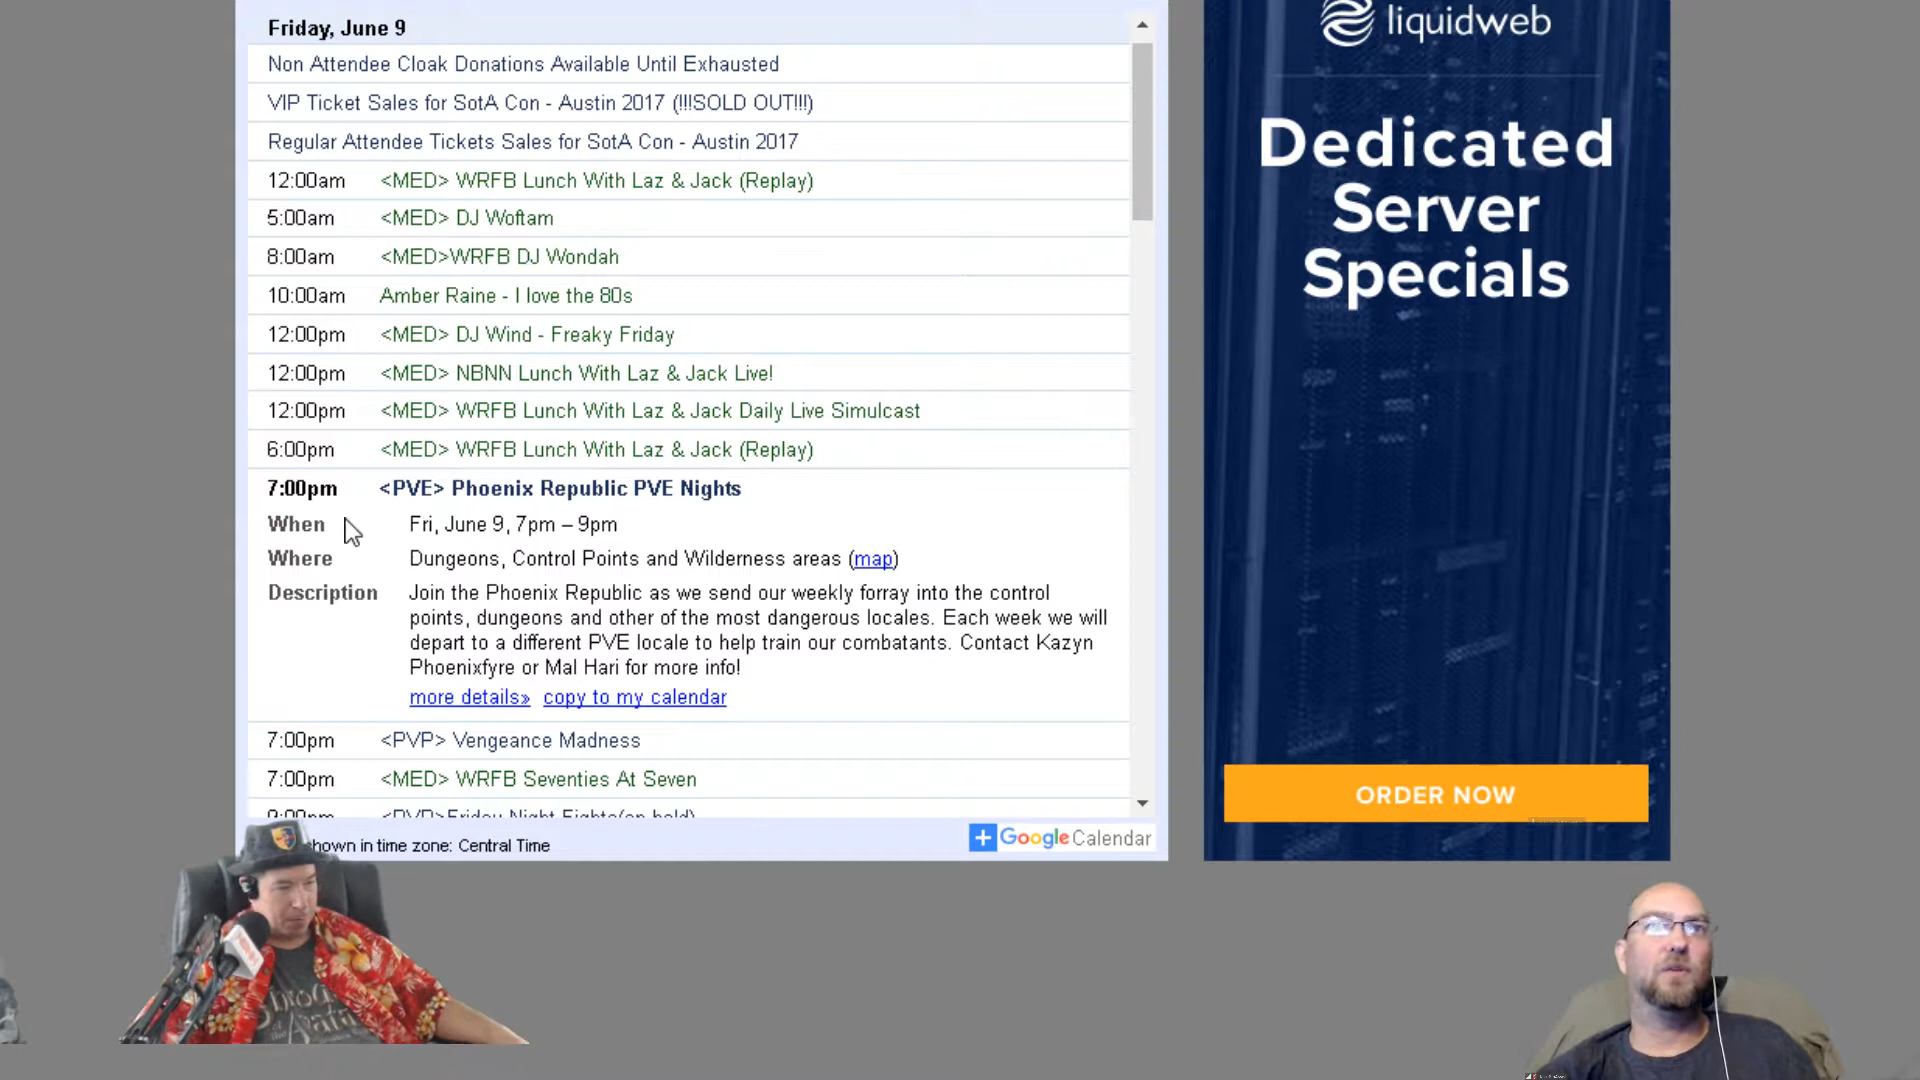 Friday, June 9
Non Attendee Cloak Donations Available Until Exhausted
VIP Ticket Sales for SotA Con - Austin 2017 (!!!SOLD OUT!!!)
Regular Attendee Tickets Sales for SotA Con - Austin 2017
12:00am <MED> WRFB Lunch With Laz & Jack (Replay)
5:00am <MED> DJ Woftam
8:00am <MED>WRFB DJ Wondah
10:00am Amber Raine - I love the 80s
12:00pm <MED> DJ Wind - Freaky Friday
12:00pm <MED> NBNN Lunch With Laz & Jack Live!
12:00pm <MED> WRFB Lunch With Laz & Jack Daily Live Simulcast
6:00pm <MED> WRFB Lunch With Laz & Jack (Replay)
7:00pm <PVE> Phoenix Republic PVE Nights
When Fri, June 9, 7pm – 9pm
Where Dungeons, Control Points and Wilderness areas (map)
Description Join the Phoenix Republic as we send our weekly forray into the control
points, dungeons and other of the most dangerous locales. Each week we will
depart to a different PVE locale to help train our combatants. Contact Kazyn
Phoenixfyre or Mal Hari for more info!
more details» copy to my calendar
7:00pm <PVP> Vengeance Madness
7:00pm <MED> WRFB Seventies At Seven
<PVP>Friday Night Fights(on hold)
shown in time zone: Central Time
Google Calendar
liquidweb
Dedicated
Server
Specials
ORDER NOW